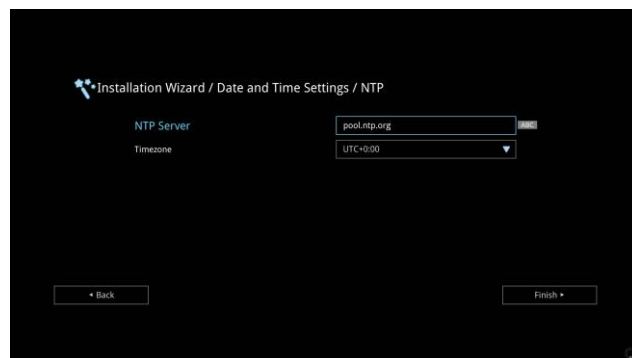 Installation Wizard / Date and Time Settings / NTP
NTP Server pool.ntp.org ABC
Timezone UTC+0:00
Back Finish